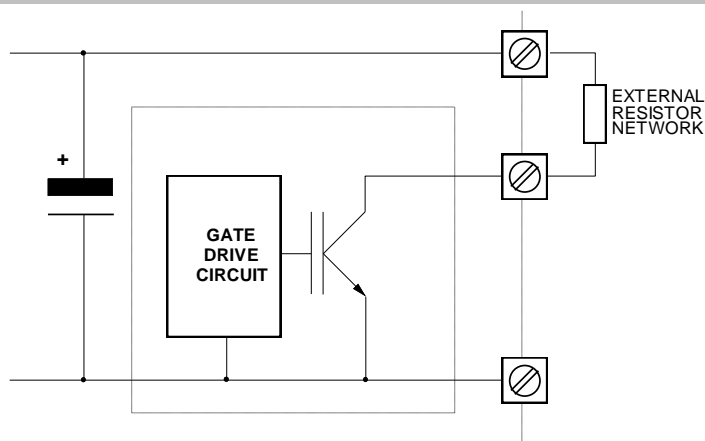 EXTERNAL
RESISTOR
NETWORK
+
GATE
DRIVE
CIRCUIT